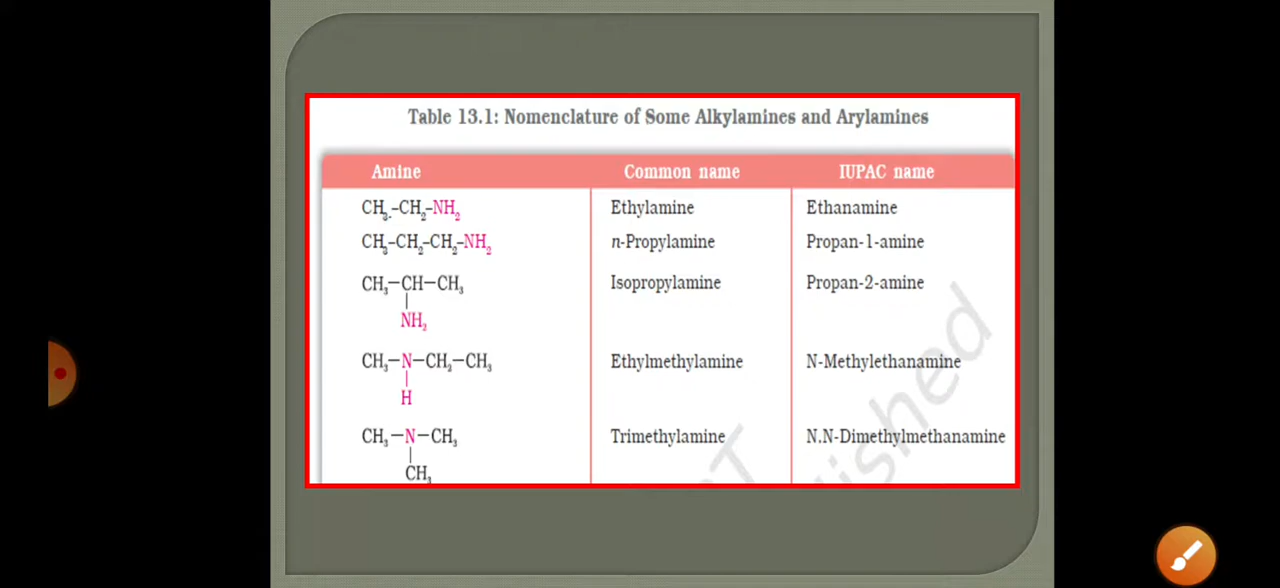 Table 13.1: Nomenclature of Some Alkylamines and Arylamines
Amine Common name IUPAC name
CH₃-CH₂-NH₂ Ethylamine Ethanamine
CH₃-CH₂-CH₂-NH₂ n-Propylamine Propan-1-amine
CH₃-CH-CH₃ Isopropylamine Propan-2-amine
NH₂
CH₃-N-CH₂-CH₃ Ethylmethylamine N-Methylethanamine
H
CH₃-N-CH₃ Trimethylamine N.N-Dimethylmethanamine
CH₃